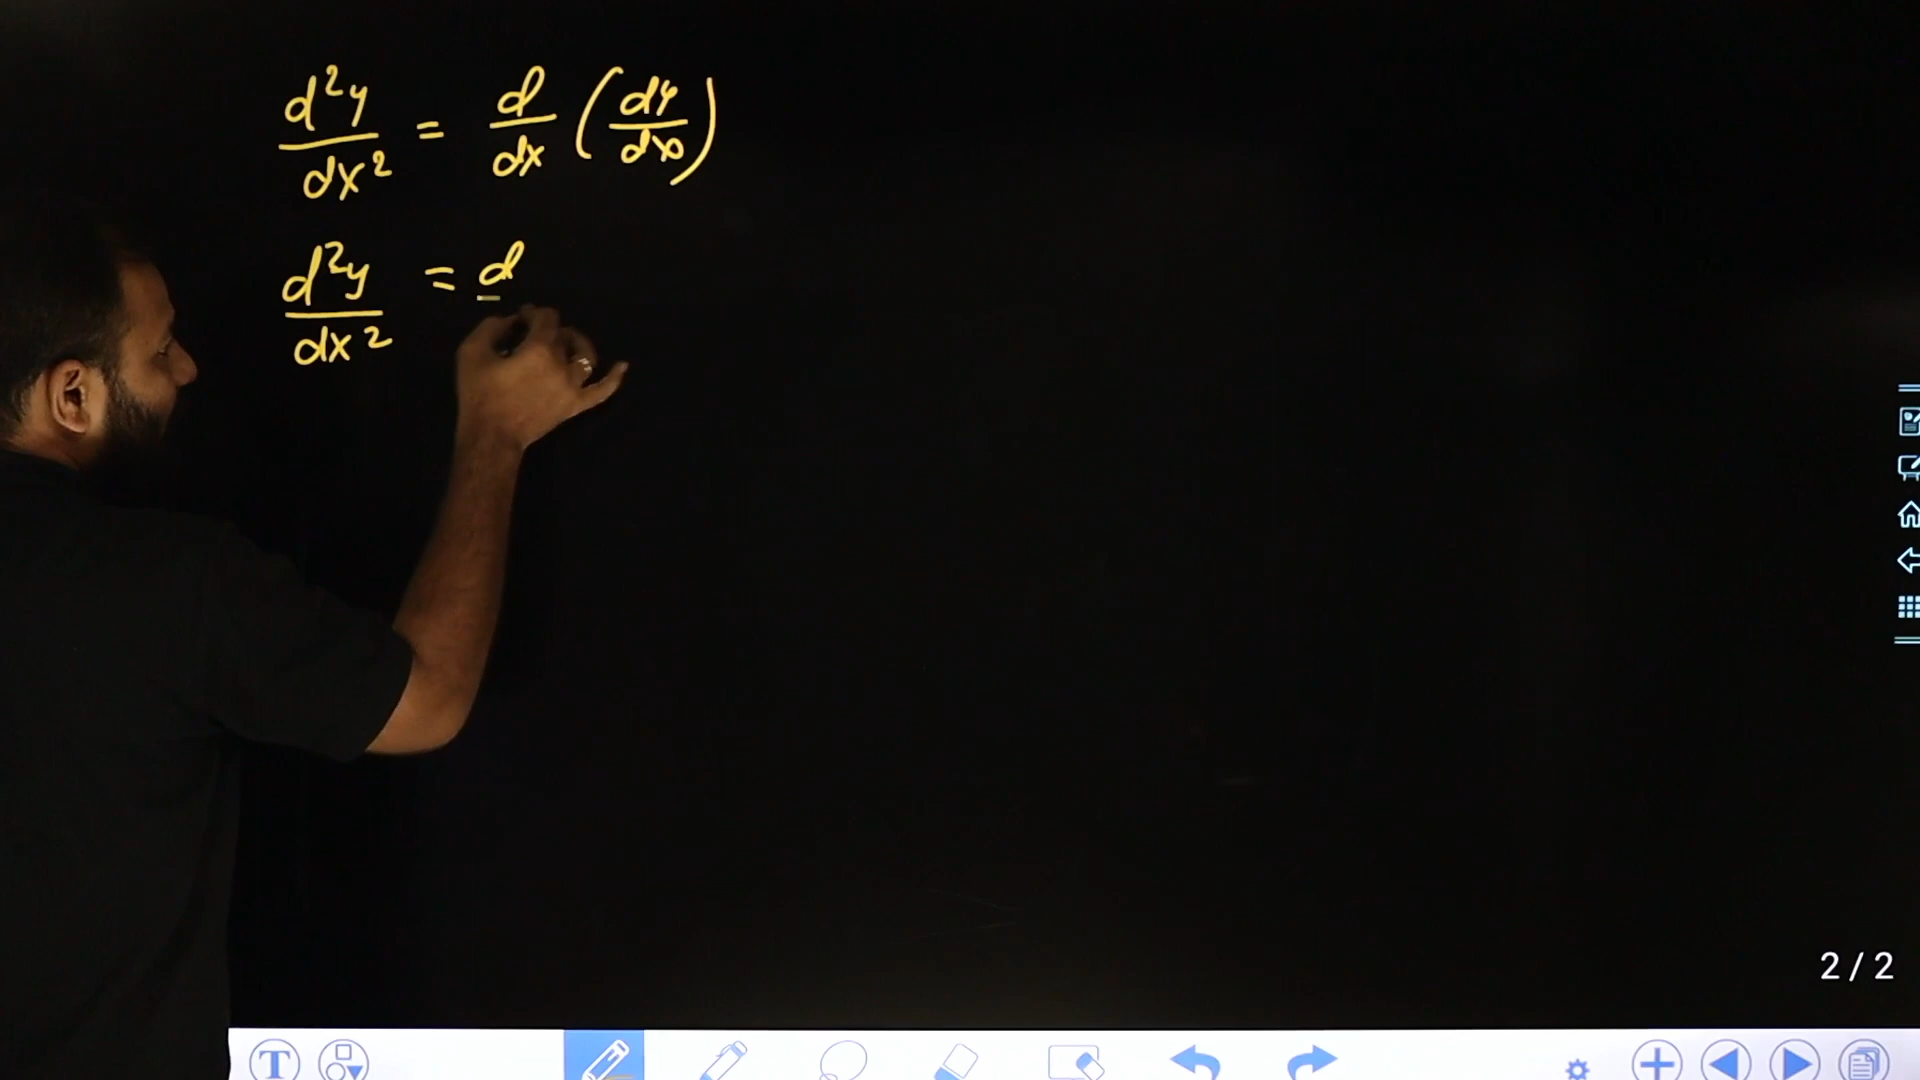 d²y/dx² = d/dx (dy/dx)
d²y/dx² = d
2 / 2
T